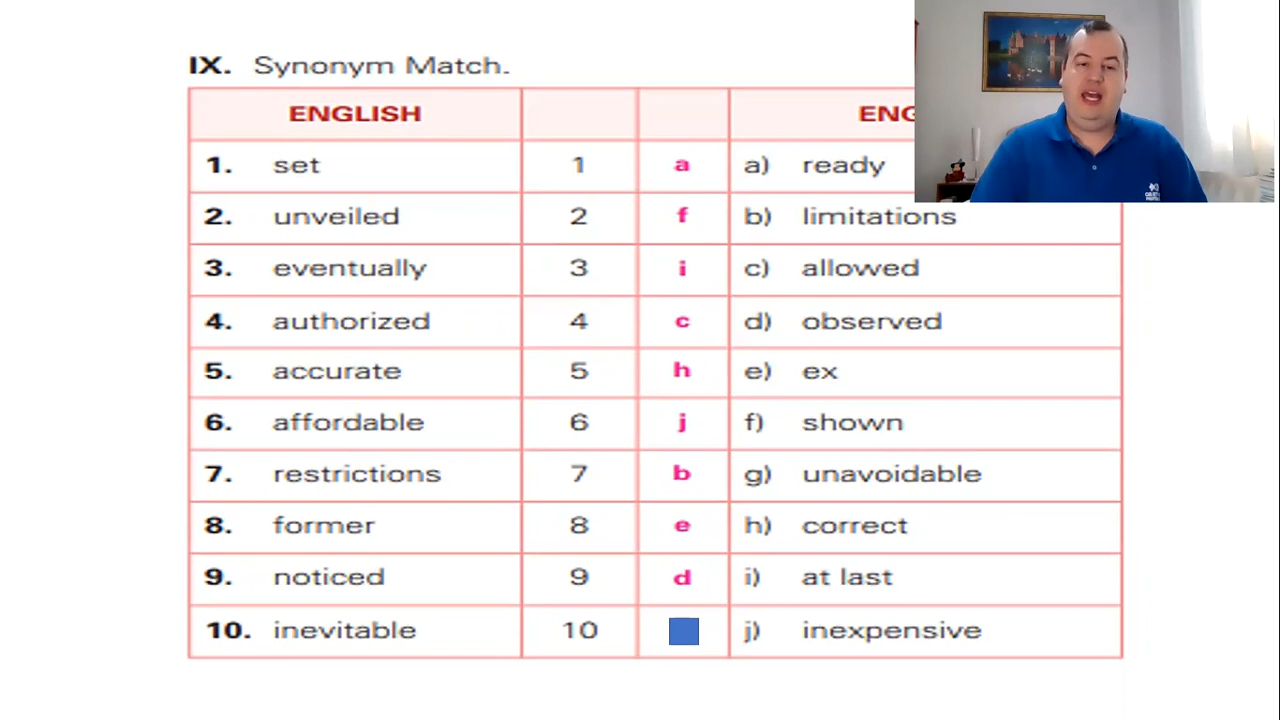 IX. Synonym Match.
ENGLISH ENG
1. set 1 a a) ready
2. unveiled 2 f b) limitations
3. eventually 3 i c) allowed
4. authorized 4 c d) observed
5. accurate 5 h e) ex
6. affordable 6 j f) shown
7. restrictions 7 b g) unavoidable
8. former 8 e h) correct
9. noticed 9 d i) at last
10. inevitable 10 j) inexpensive